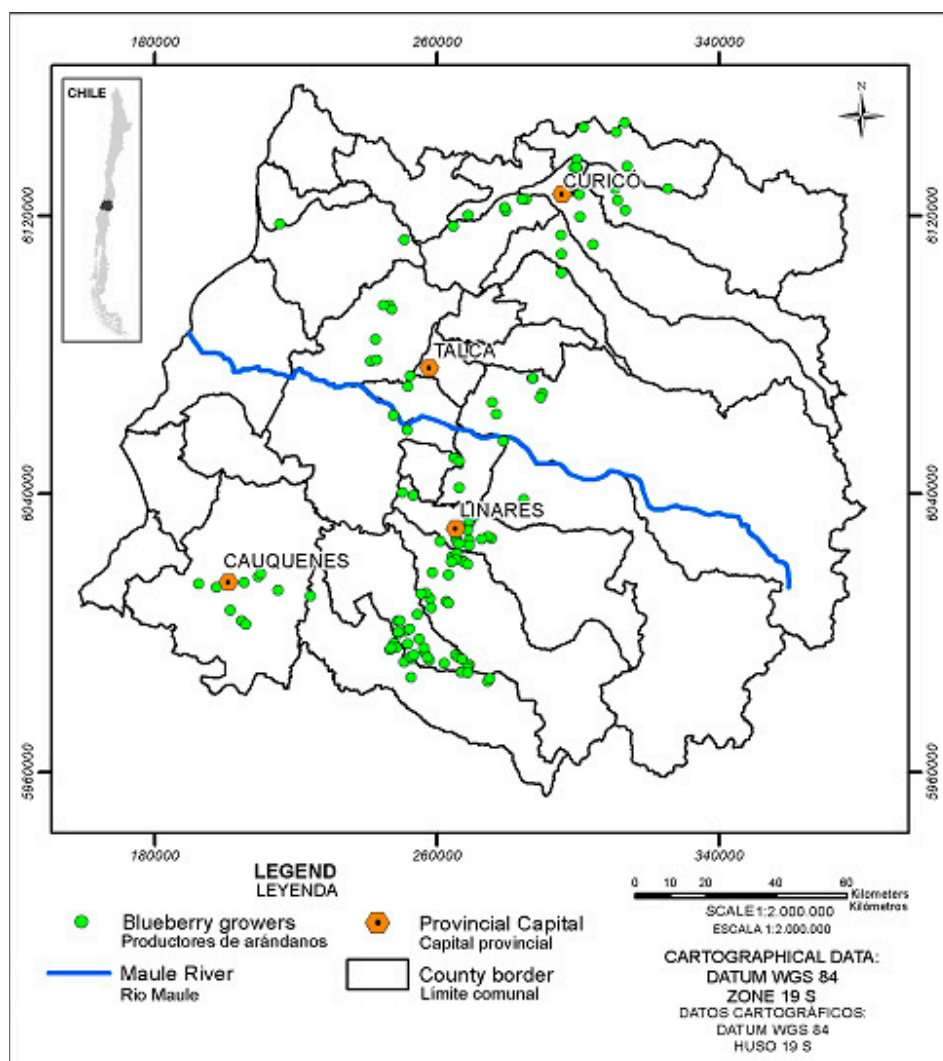 180000 260000 340000
CHILE
N
CURICÓ
6120000 6120000
TALCA
6040000 6040000
LINARES
CAUQUENES
5960000 5960000
180000 260000 340000
LEGEND
LEYENDA
Blueberry growers
Productores de arándanos
Provincial Capital
Capital provincial
Maule River
Rio Maule
County border
Límite comunal
0 10 20 40 60
Kilometers
Kilómetros
SCALE 1:2.000.000
ESCALA 1:2.000.000
CARTOGRAPHICAL DATA:
DATUM WGS 84
ZONE 19 S
DATOS CARTOGRÁFICOS:
DATUM WGS 84
HUSO 19 S